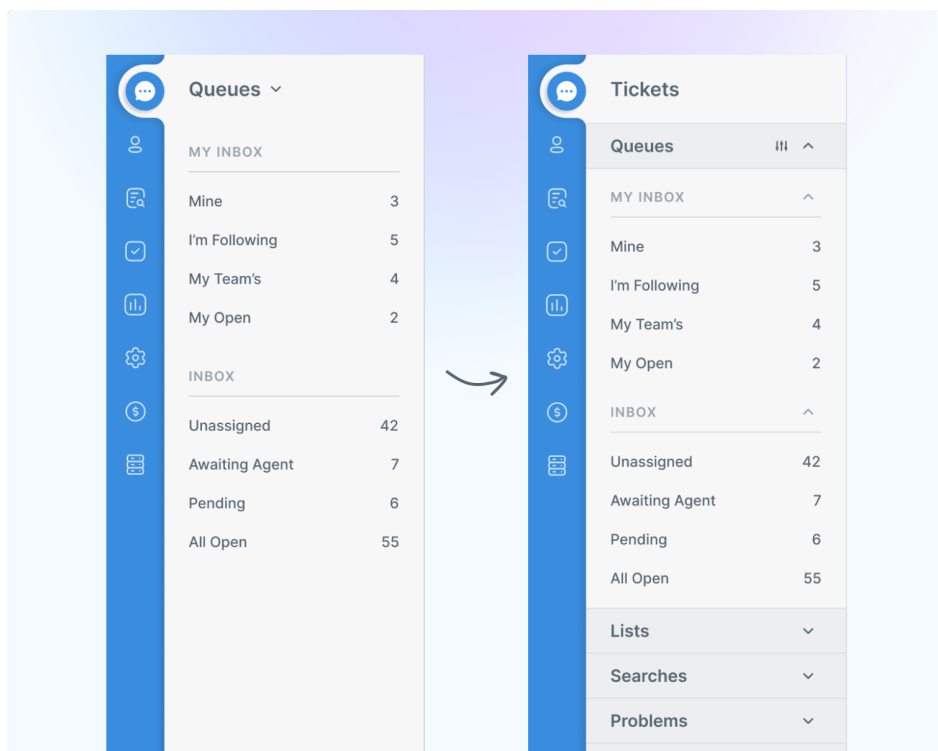 Queues
MY INBOX
Mine 3
I'm Following 5
My Team's 4
My Open 2
INBOX
Unassigned 42
Awaiting Agent 7
Pending 6
All Open 55
Tickets
Queues
MY INBOX
Mine 3
I'm Following 5
My Team's 4
My Open 2
INBOX
Unassigned 42
Awaiting Agent 7
Pending 6
All Open 55
Lists
Searches
Problems